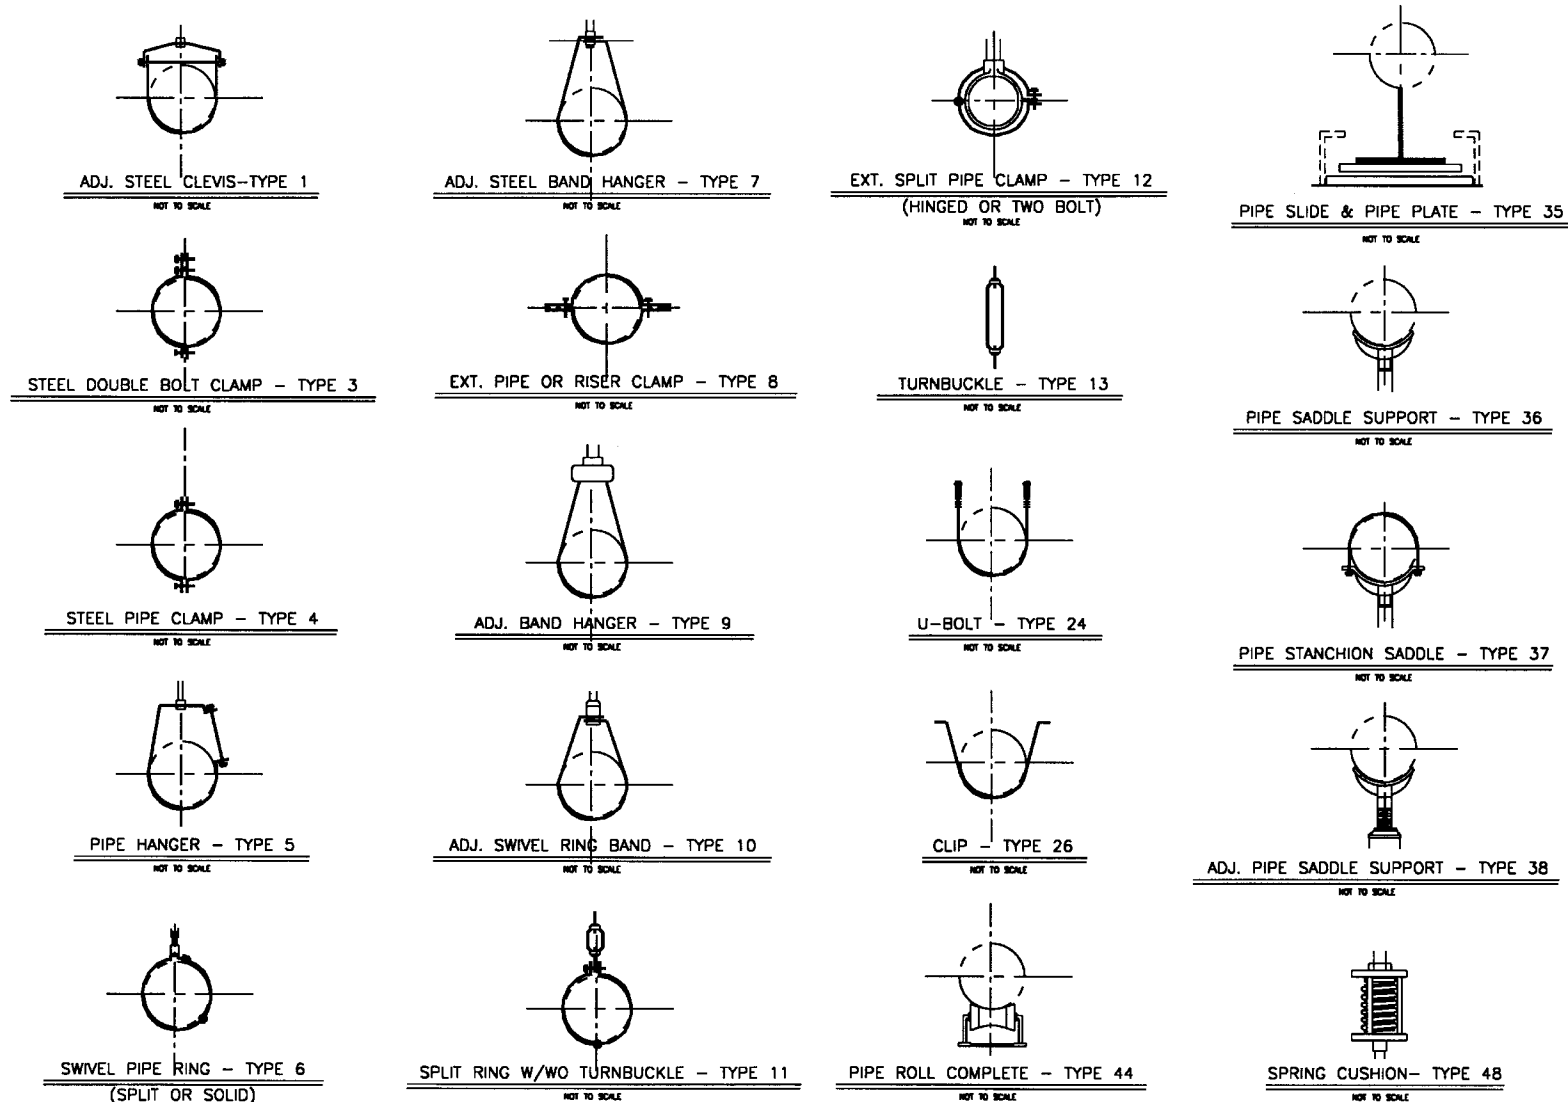 ADJ. STEEL CLEVIS-TYPE 1
NOT TO SCALE
ADJ. STEEL BAND HANGER - TYPE 7
NOT TO SCALE
EXT. SPLIT PIPE CLAMP - TYPE 12
(HINGED OR TWO BOLT)
NOT TO SCALE
PIPE SLIDE & PIPE PLATE - TYPE 35
NOT TO SCALE
STEEL DOUBLE BOLT CLAMP - TYPE 3
NOT TO SCALE
EXT. PIPE OR RISER CLAMP - TYPE 8
NOT TO SCALE
TURNBUCKLE - TYPE 13
NOT TO SCALE
PIPE SADDLE SUPPORT - TYPE 36
NOT TO SCALE
STEEL PIPE CLAMP - TYPE 4
NOT TO SCALE
ADJ. BAND HANGER - TYPE 9
NOT TO SCALE
U-BOLT - TYPE 24
NOT TO SCALE
PIPE STANCHION SADDLE - TYPE 37
NOT TO SCALE
PIPE HANGER - TYPE 5
NOT TO SCALE
ADJ. SWIVEL RING BAND - TYPE 10
NOT TO SCALE
CLIP - TYPE 26
NOT TO SCALE
ADJ. PIPE SADDLE SUPPORT - TYPE 38
NOT TO SCALE
SWIVEL PIPE RING - TYPE 6
(SPLIT OR SOLID)
SPLIT RING W/WO TURNBUCKLE - TYPE 11
NOT TO SCALE
PIPE ROLL COMPLETE - TYPE 44
NOT TO SCALE
SPRING CUSHION- TYPE 48
NOT TO SCALE